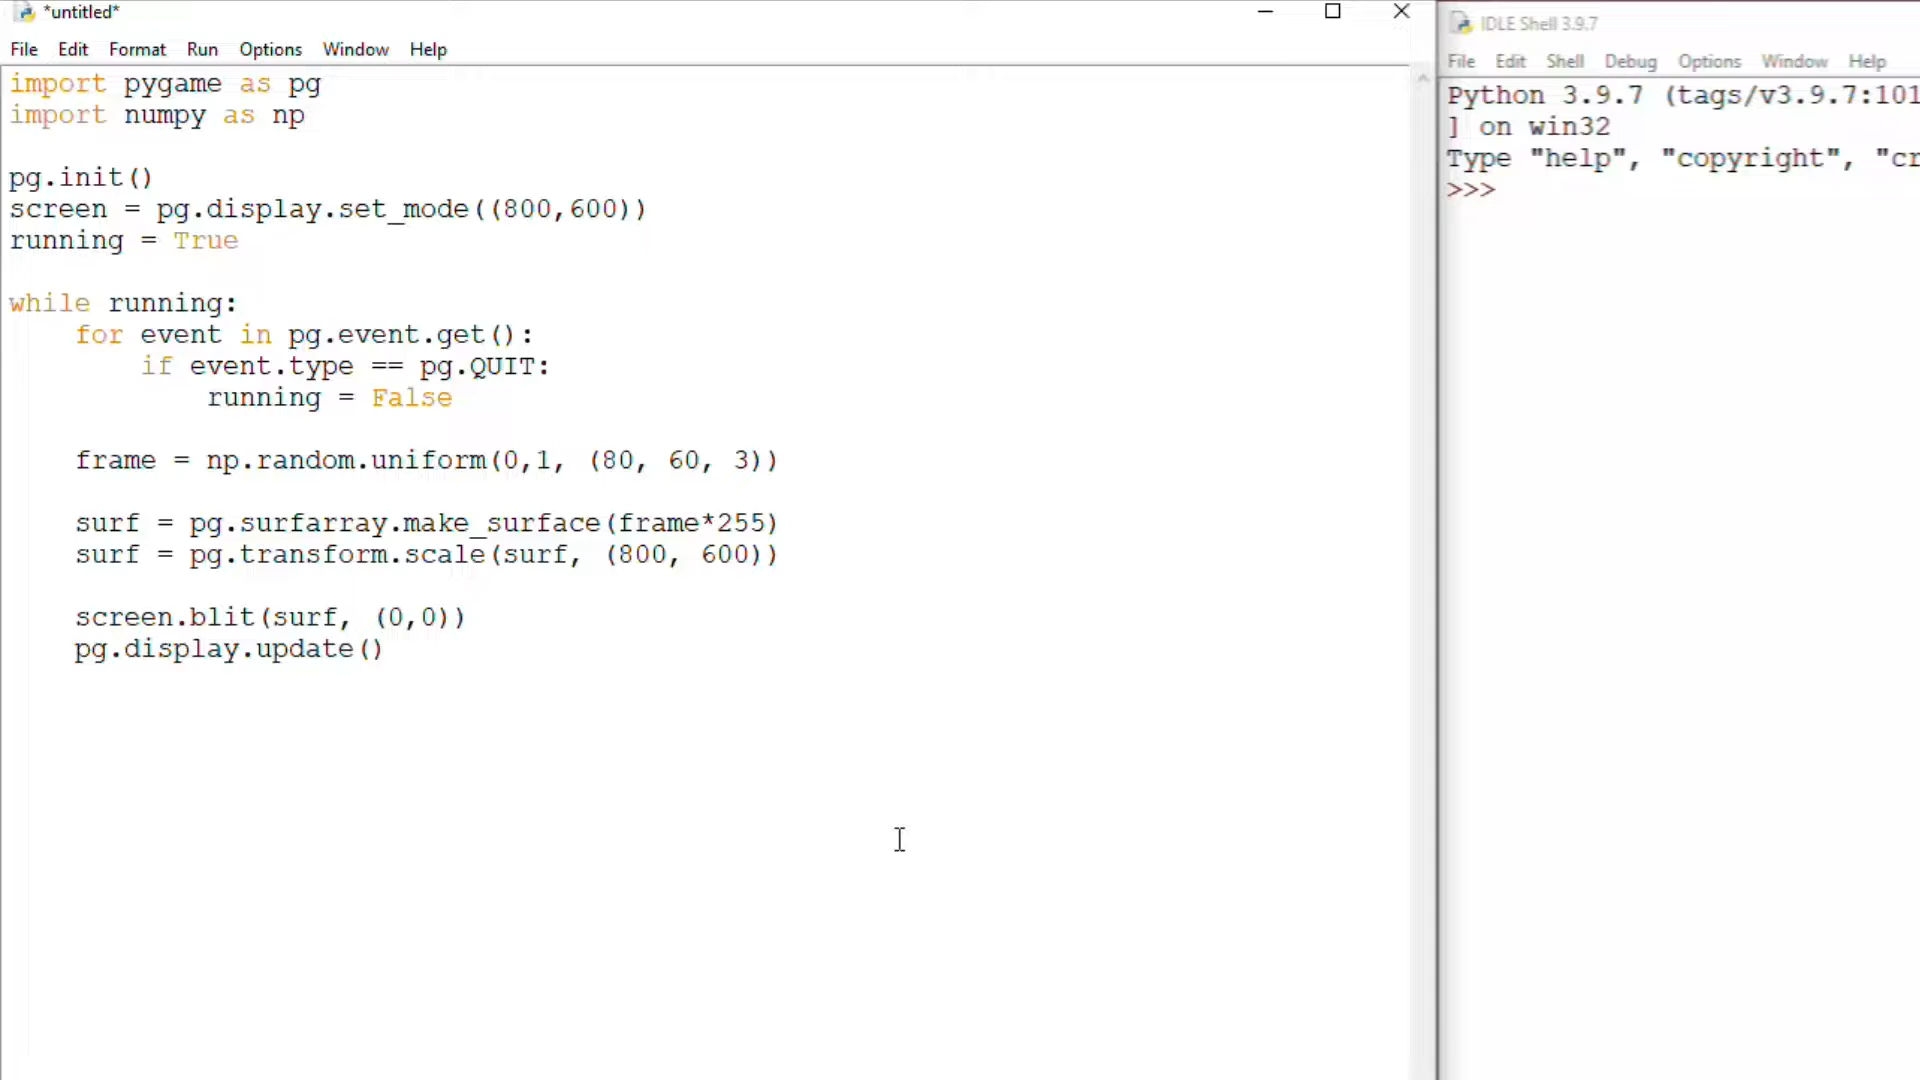 *untitled*
File Edit Format Run Options Window Help
import pygame as pg
import numpy as np
pg.init()
screen = pg.display.set_mode((800,600))
running = True
while running:
    for event in pg.event.get():
        if event.type == pg.QUIT:
            running = False
    frame = np.random.uniform(0,1, (80, 60, 3))
    surf = pg.surfarray.make_surface(frame*255)
    surf = pg.transform.scale(surf, (800, 600))
    screen.blit(surf, (0,0))
    pg.display.update()
IDLE Shell 3.9.7
File Edit Shell Debug Options Window Help
Python 3.9.7 (tags/v3.9.7:101
] on win32
Type "help", "copyright", "cr
>>>